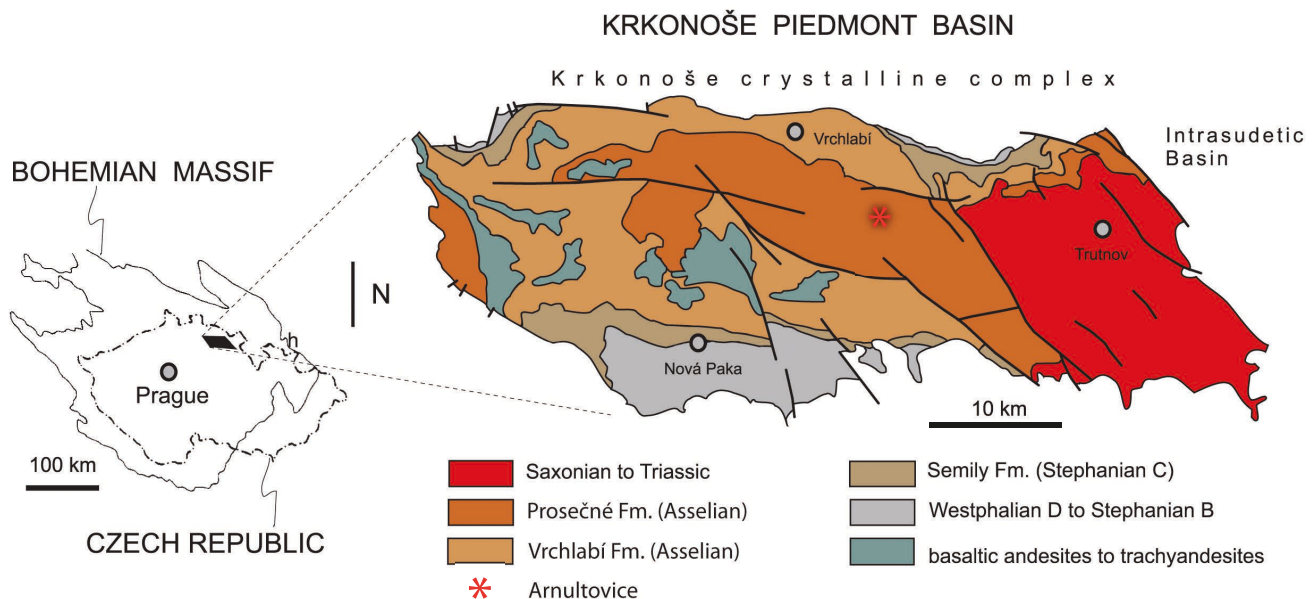 KRKONOŠE PIEDMONT BASIN
Krkonoše crystalline complex
Vrchlabí
Intrasudetic
Basin
BOHEMIAN MASSIF
Trutnov
N
h
Prague
Nová Paka
10 km
100 km
Saxonian to Triassic
Semily Fm. (Stephanian C)
Prosečné Fm. (Asselian)
Westphalian D to Stephanian B
CZECH REPUBLIC
Vrchlabí Fm. (Asselian)
basaltic andesites to trachyandesites
Arnultovice